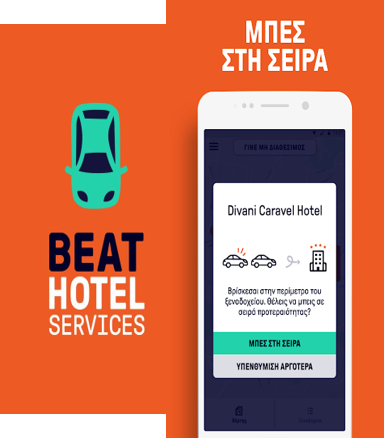 BEAT
HOTEL
SERVICES
ΜΠΕΣ
ΣΤΗ ΣΕΙΡΑ
ΓΙΝΕ ΜΗ ΔΙΑΘΕΣΙΜΟΣ
Divani Caravel Hotel
Βρίσκεσαι στην περίμετρο του
ξενοδοχείου. Θέλεις να μπεις σε
σειρά προτεραιότητας?
ΜΠΕΣ ΣΤΗ ΣΕΙΡΑ
ΥΠΕΝΘΥΜΙΣΗ ΑΡΓΟΤΕΡΑ